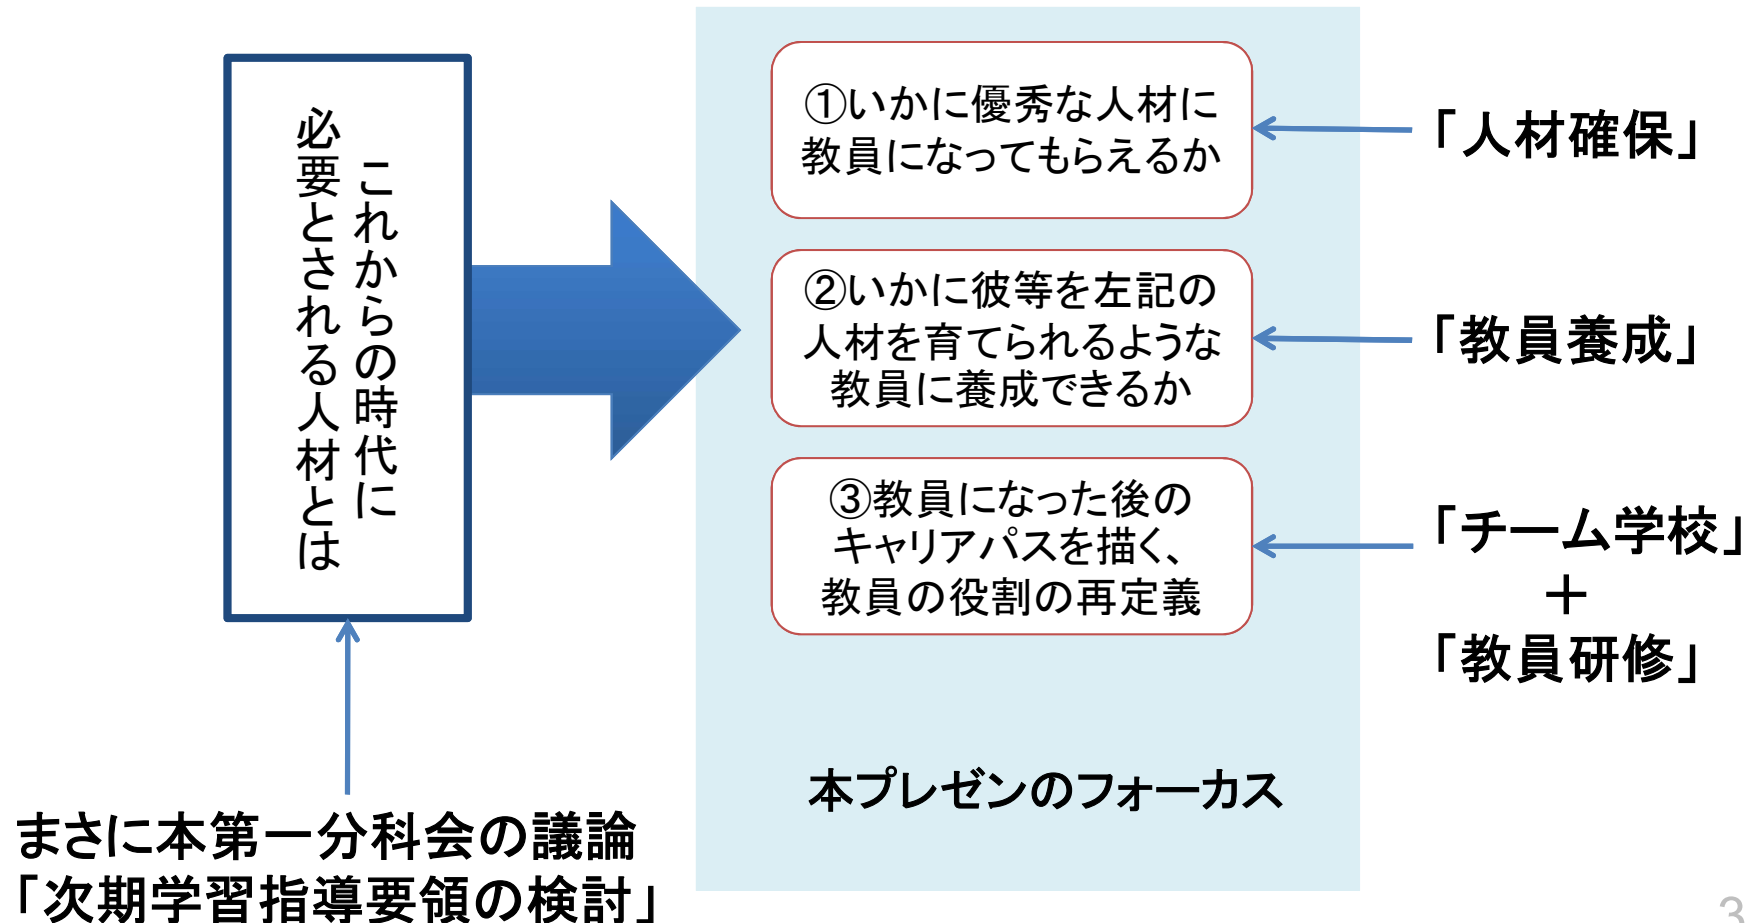 これからの時代に
必要とされる人材とは
①いかに優秀な人材に
教員になってもらえるか
「人材確保」
②いかに彼等を左記の
人材を育てられるような
教員に養成できるか
「教員養成」
③教員になった後の
キャリアパスを描く、
教員の役割の再定義
「チーム学校」
＋
「教員研修」
本プレゼンのフォーカス
まさに本第一分科会の議論
「次期学習指導要領の検討」
3